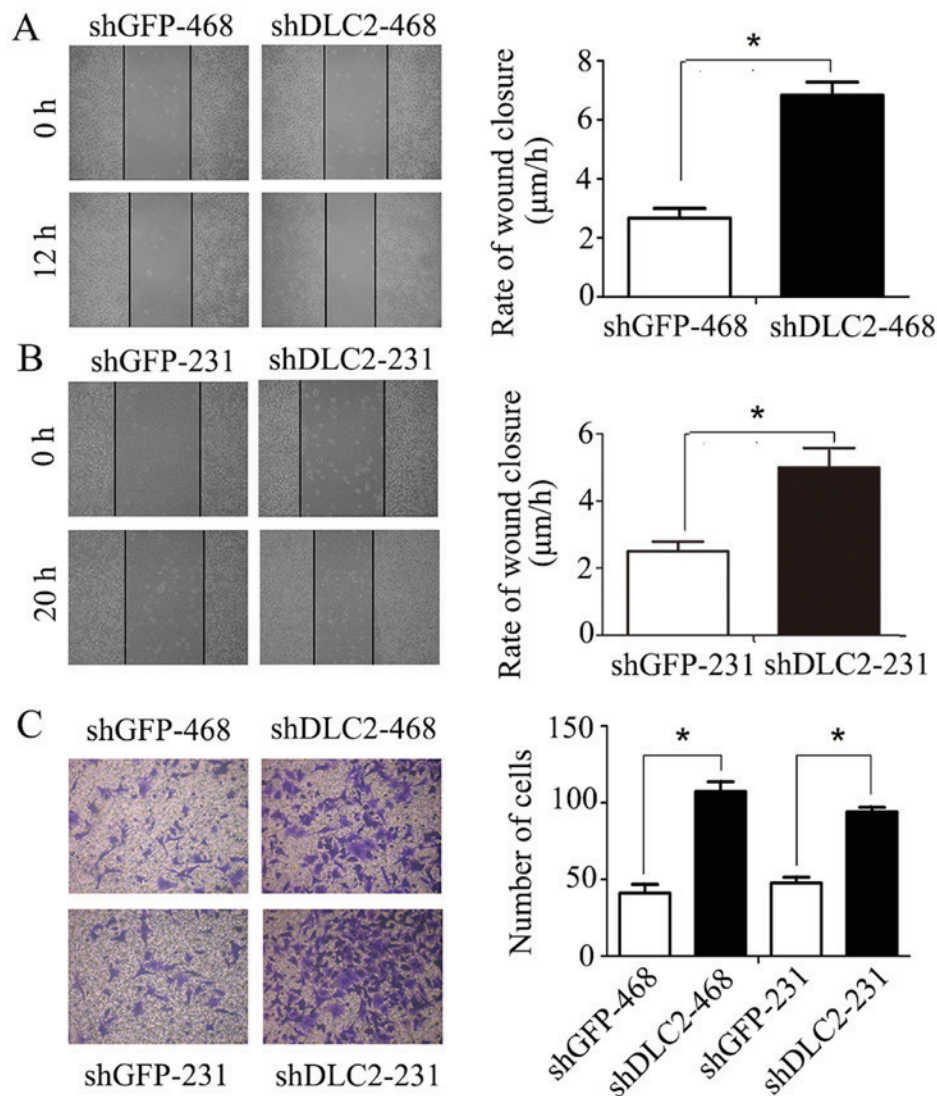 A
shGFP-468
shDLC2-468
0 h
12 h
Rate of wound closure
(μm/h)
8
6
4
2
0
*
shGFP-468
shDLC2-468
B
shGFP-231
shDLC2-231
0 h
20 h
Rate of wound closure
(μm/h)
6
4
2
0
*
shGFP-231
shDLC2-231
C
shGFP-468
shDLC2-468
shGFP-231
shDLC2-231
Number of cells
150
100
50
0
*
*
shGFP-468
shDLC2-468
shGFP-231
shDLC2-231